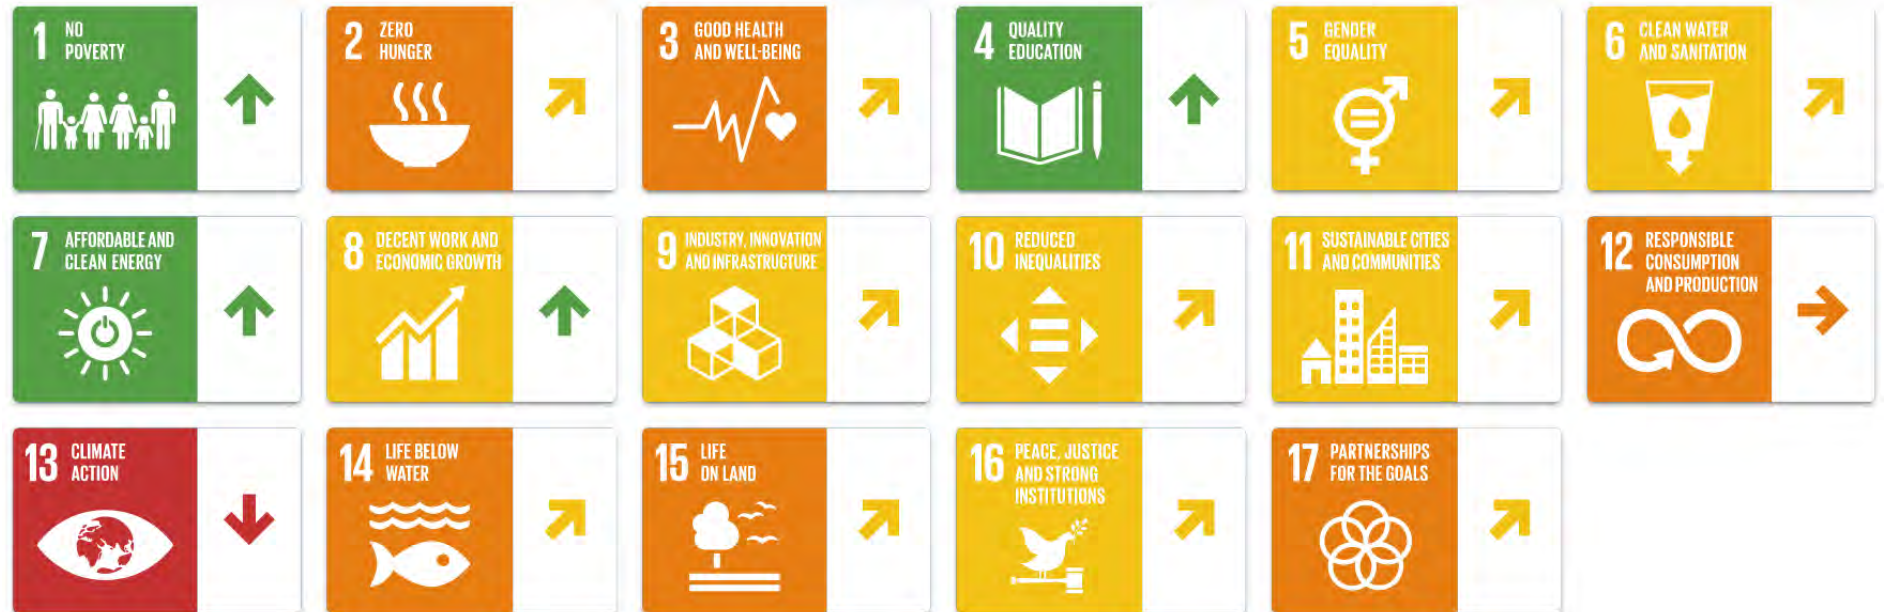 1 NO
POVERTY
2 ZERO
HUNGER
3 GOOD HEALTH
AND WELL-BEING
4 QUALITY
EDUCATION
5 GENDER
EQUALITY
6 CLEAN WATER
AND SANITATION
7 AFFORDABLE AND
CLEAN ENERGY
8 DECENT WORK AND
ECONOMIC GROWTH
9 INDUSTRY, INNOVATION
AND INFRASTRUCTURE
10 REDUCED
INEQUALITIES
11 SUSTAINABLE CITIES
AND COMMUNITIES
12 RESPONSIBLE
CONSUMPTION
AND PRODUCTION
13 CLIMATE
ACTION
14 LIFE BELOW
WATER
15 LIFE
ON LAND
16 PEACE, JUSTICE
AND STRONG
INSTITUTIONS
17 PARTNERSHIPS
FOR THE GOALS